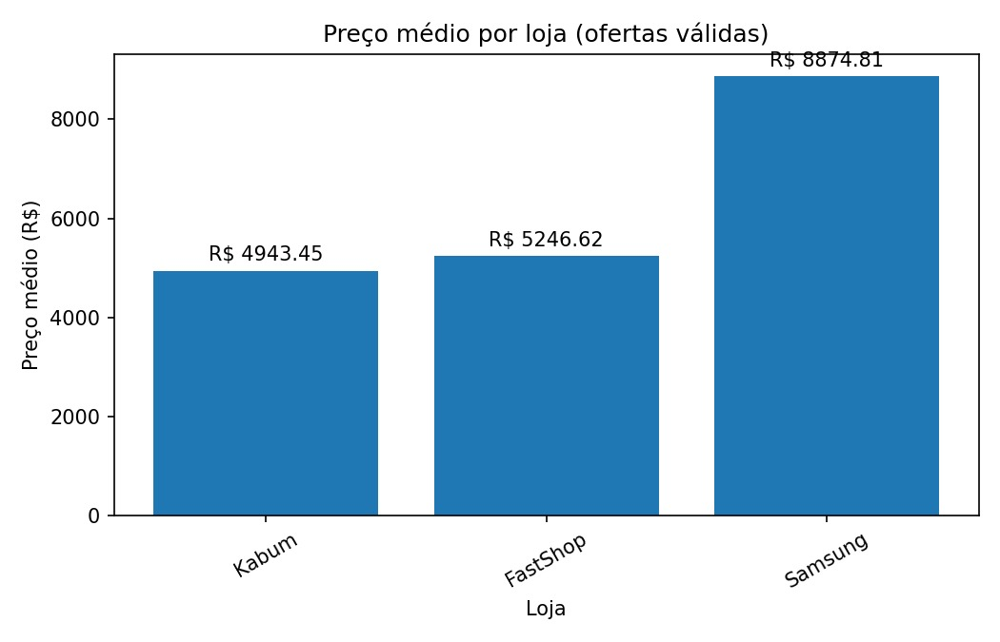 Preço médio por loja (ofertas válidas)
R$ 8874.81
R$ 5246.62
R$ 4943.45
Preço médio (R$)
8000
6000
4000
2000
0
Kabum
FastShop
Samsung
Loja